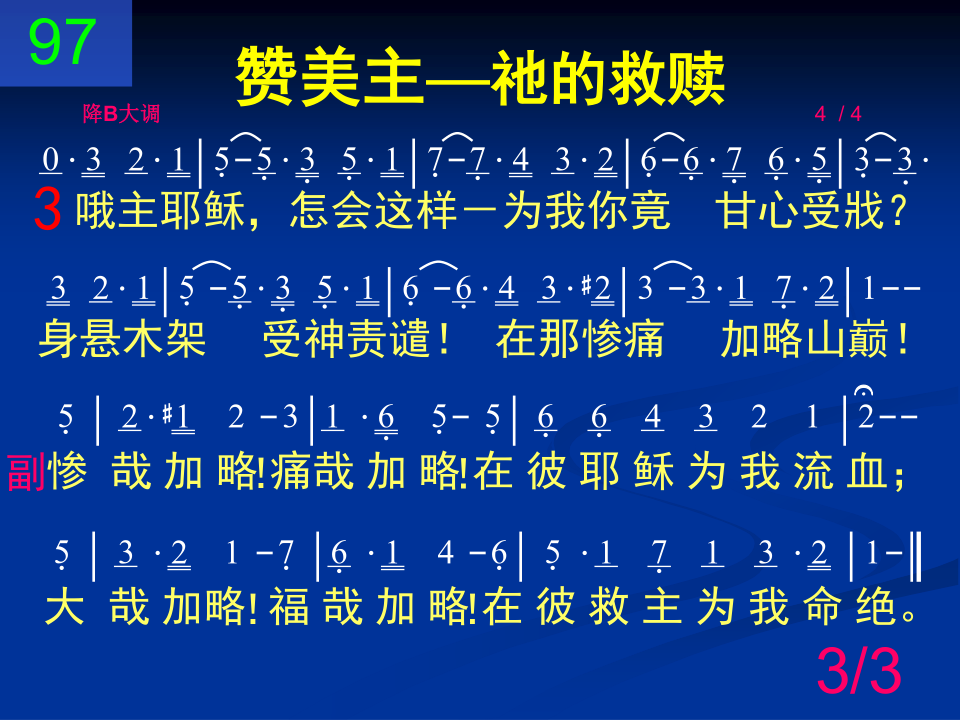 97
赞美主—祂的救赎
降B大调 4 / 4
0 · 3 2 · 1 | 5 - 5 · 3 5 · 1 | 7 - 7 · 4 3 · 2 | 6 - 6 · 7 6 · 5 | 3 - 3 ·
3 哦主耶稣，怎会这样－为我你竟 甘心受戕？
3 2 · 1 | 5 - 5 · 3 5 · 1 | 6 - 6 · 4 3 · #2 | 3 - 3 · 1 7 · 2 | 1 - -
身悬木架 受神责谴！ 在那惨痛 加略山巅！
5 | 2 · #1 2 - 3 | 1 · 6 5 - 5 | 6 6 4 3 2 1 | 2 - -
副惨 哉 加 略! 痛哉 加 略! 在 彼 耶 稣 为 我 流 血；
5 | 3 · 2 1 - 7 | 6 · 1 4 - 6 | 5 · 1 7 1 3 · 2 | 1 -
大 哉 加略! 福 哉 加 略! 在 彼 救 主 为 我 命 绝。
3/3